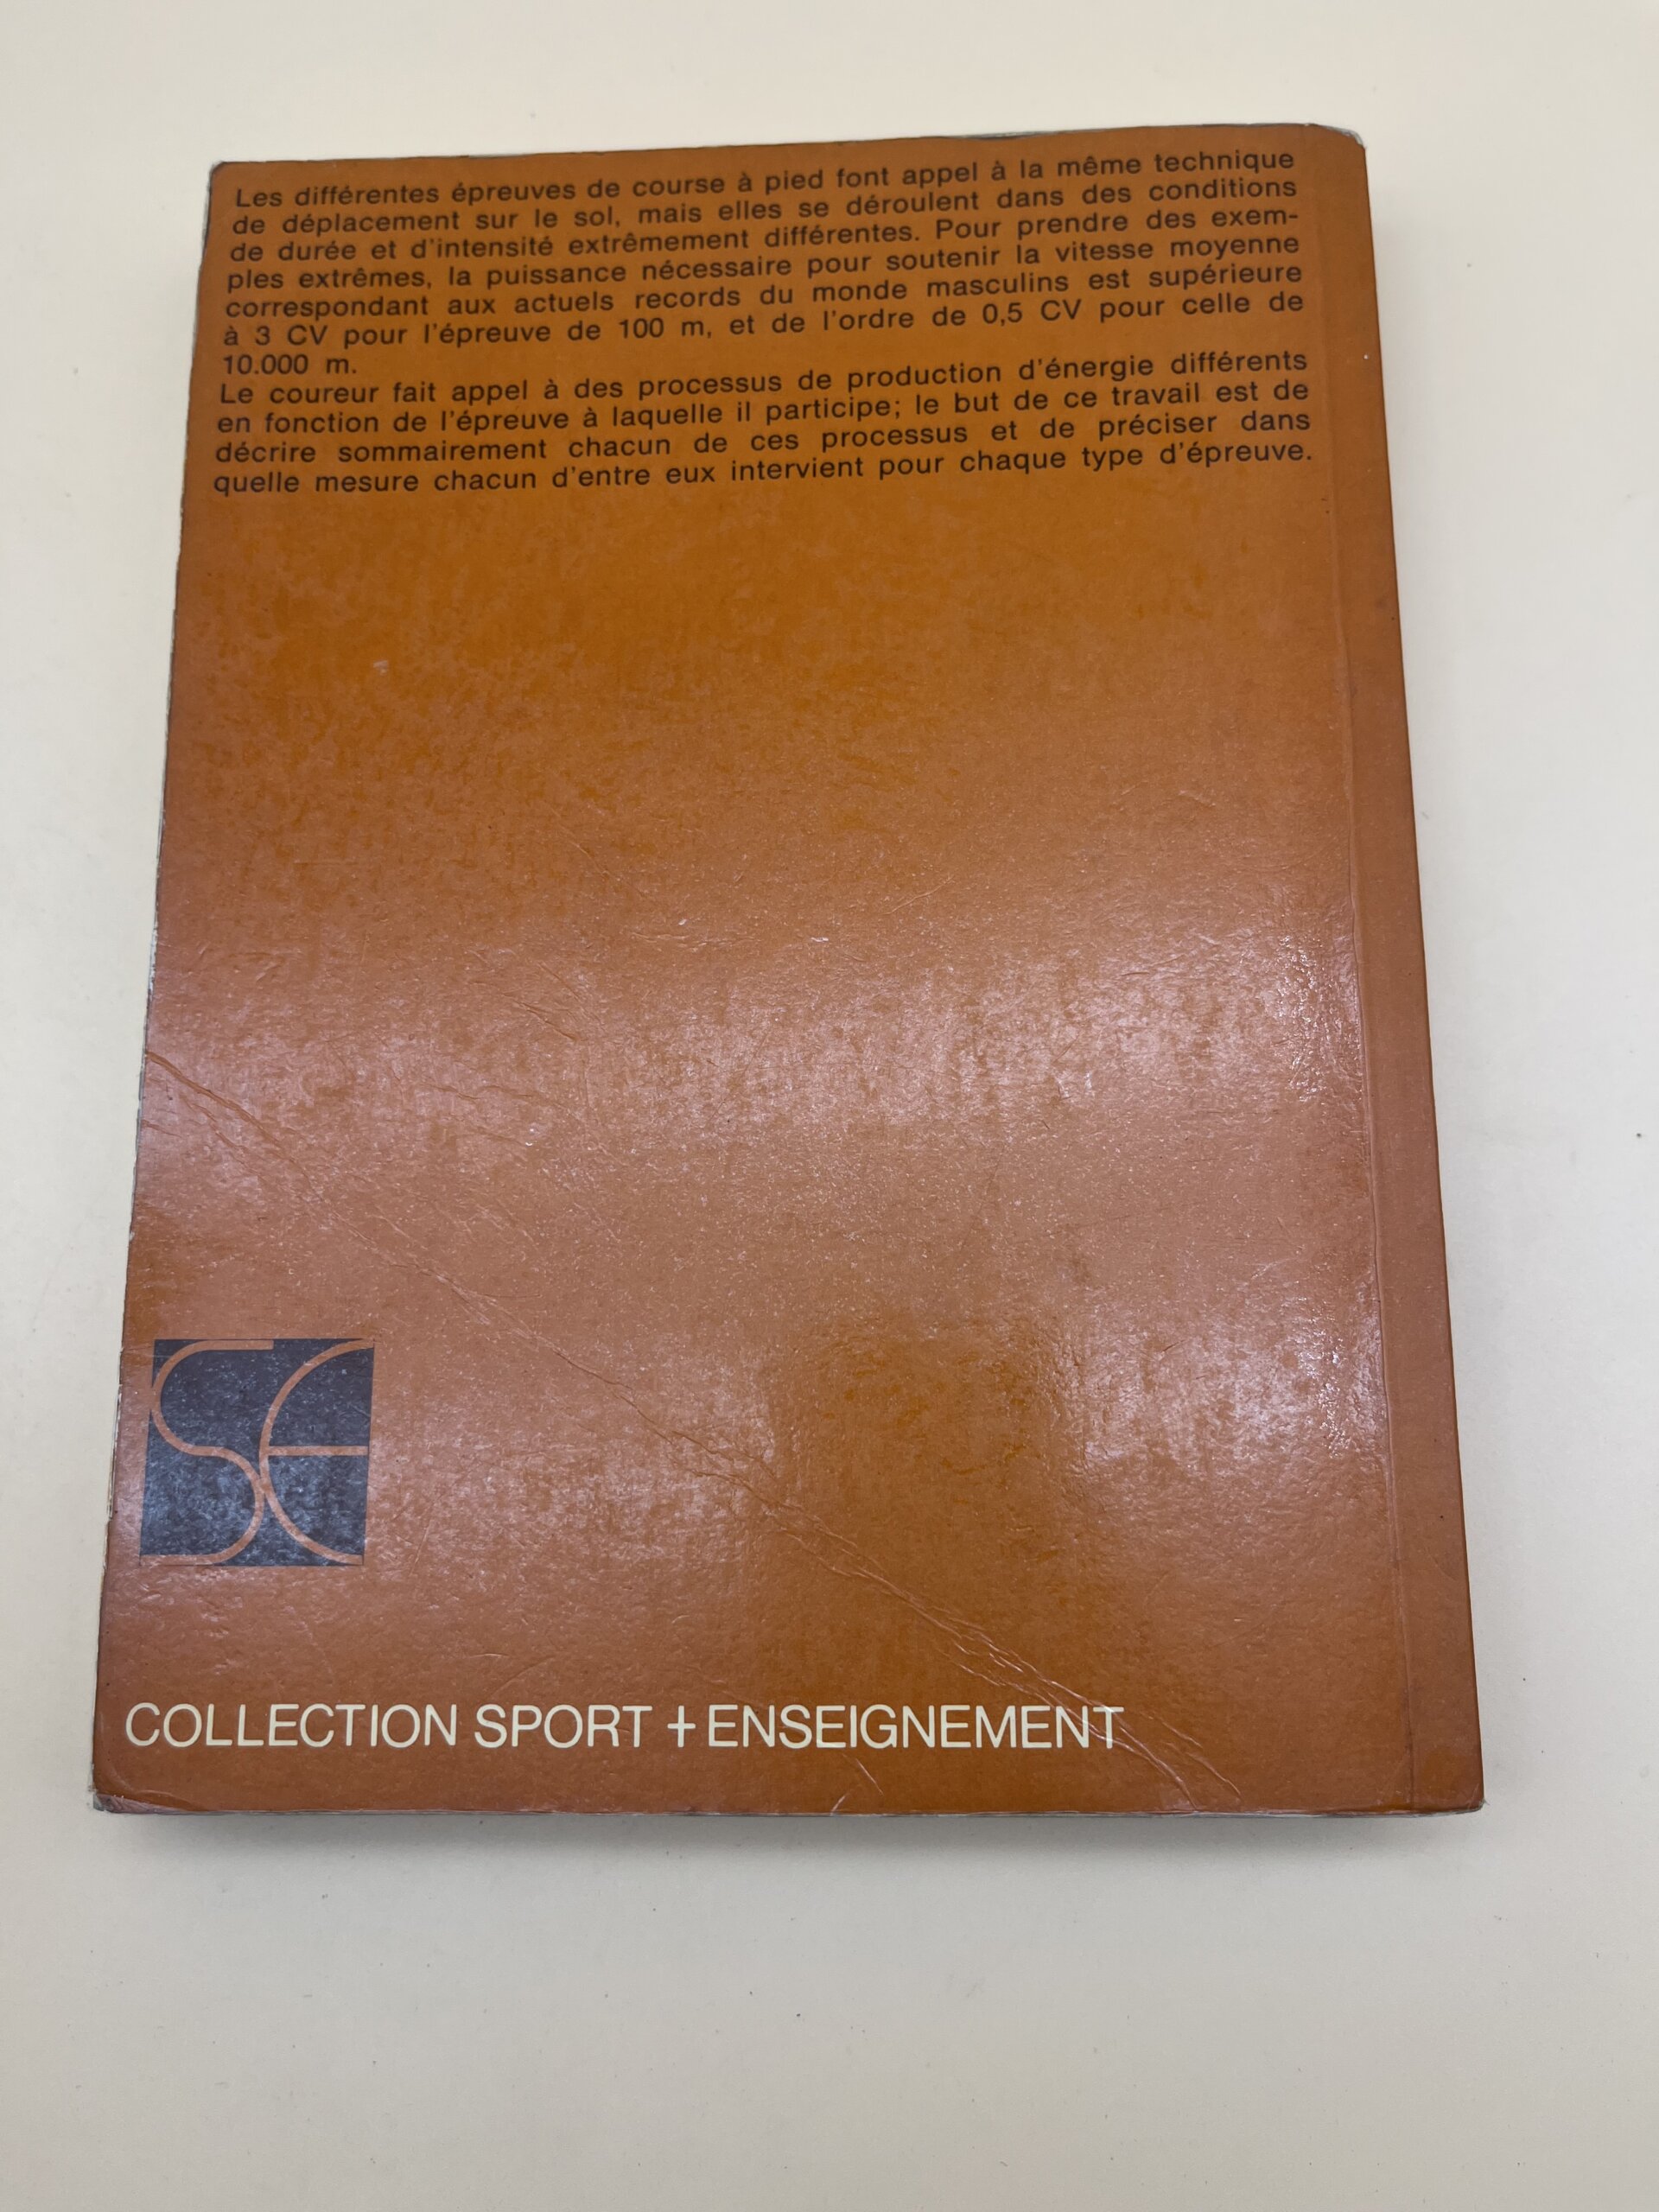 Les différentes épreuves de course à pied font appel à la même technique
de déplacement sur le sol, mais elles se déroulent dans des conditions
de durée et d'intensité extrêmement différentes. Pour prendre des exem-
ples extrêmes, la puissance nécessaire pour soutenir la vitesse moyenne
correspondant aux actuels records du monde masculins est supérieure
à 3 CV pour l'épreuve de 100 m, et de l'ordre de 0,5 CV pour celle de
10.000 m.
Le coureur fait appel à des processus de production d'énergie différents
en fonction de l'épreuve à laquelle il participe; le but de ce travail est de
décrire sommairement chacun de ces processus et de préciser dans
quelle mesure chacun d'entre eux intervient pour chaque type d'épreuve.
SE
COLLECTION SPORT + ENSEIGNEMENT